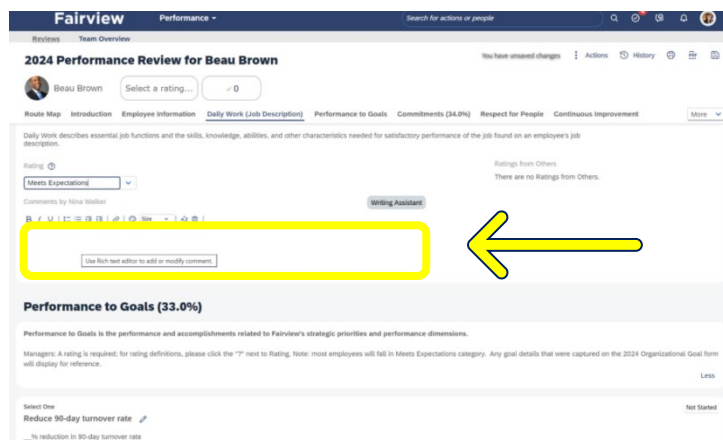 Fairview Performance Search for actions or people
Reviews Team Overview
2024 Performance Review for Beau Brown You have unsaved changes Actions History
Beau Brown Select a rating... 0
Route Map Introduction Employee Information Daily Work (Job Description) Performance to Goals Commitments (34.0%) Respect for People Continuous Improvement More
Daily Work describes essential job functions and the skills, knowledge, abilities, and other characteristics needed for satisfactory performance of the job found on an employee's job
description.
Rating ?
Ratings from Others
Meets Expectations
There are no Ratings from Others.
Comments by Nina Walker Writing Assistant
B I U Size
Use Rich text editor to add or modify comment.
Performance to Goals (33.0%)
Performance to Goals is the performance and accomplishments related to Fairview's strategic priorities and performance dimensions.
Managers: A rating is required; for rating definitions, please click the "?" next to Rating. Note: most employees will fall in Meets Expectations category. Any goal details that were captured on the 2024 Organizational Goal form
will display for reference.
Less
Select One Not Started
Reduce 90-day turnover rate
__% reduction in 90-day turnover rate